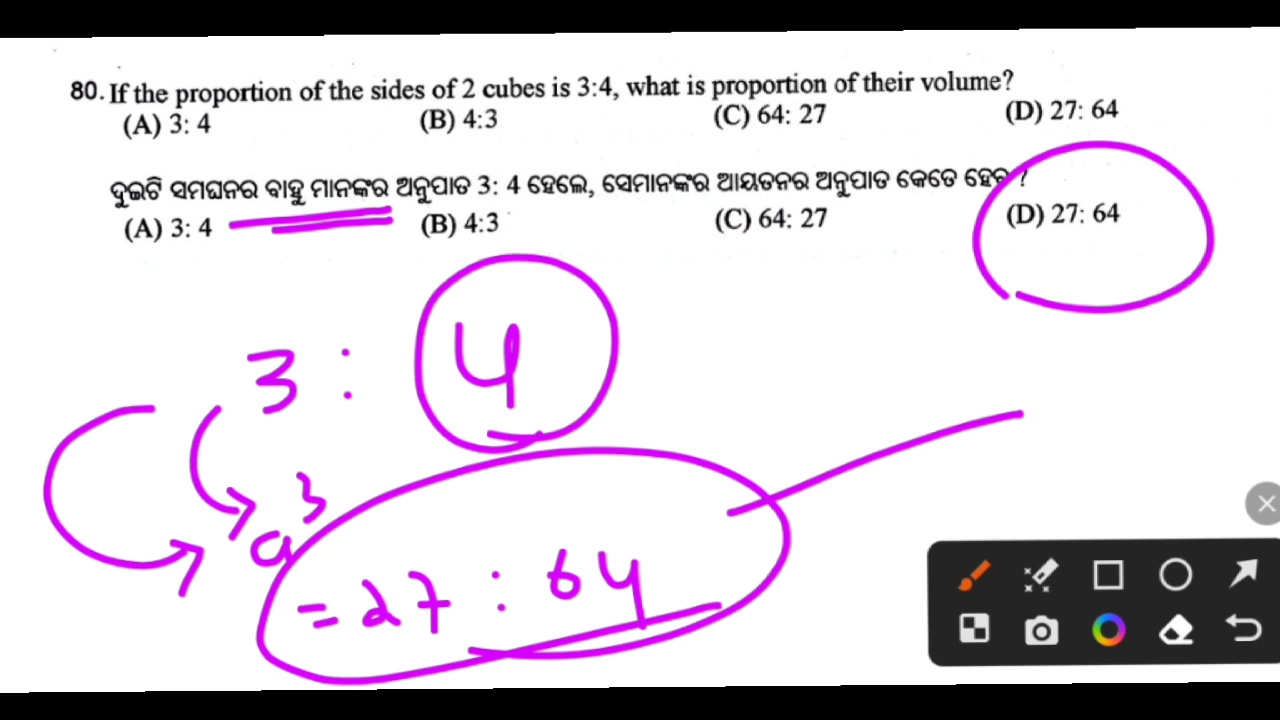 80. If the proportion of the sides of 2 cubes is 3:4, what is proportion of their volume?
(A) 3: 4 (B) 4:3 (C) 64: 27 (D) 27: 64
ଦୁଇଟି ସମଘନର ବାହୁ ମାନଙ୍କର ଅନୁପାତ 3: 4 ହେଲେ, ସେମାନଙ୍କର ଆୟତନର ଅନୁପାତ କେତେ ହେବ ?
(A) 3: 4 (B) 4:3 (C) 64: 27 (D) 27: 64
3 : 4
a³
= 27 : 64